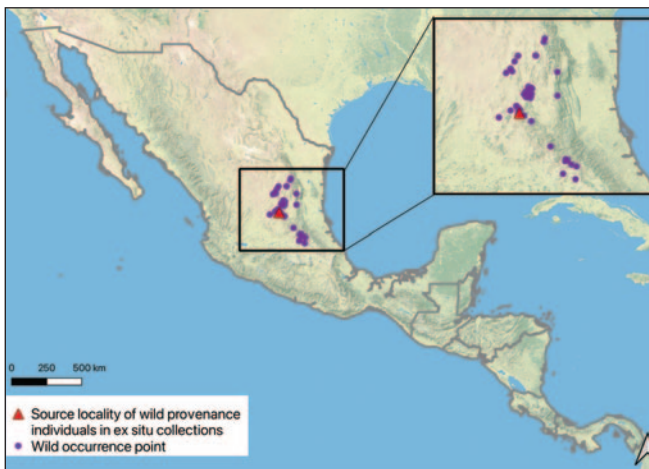 0 250 500 km
Source locality of wild provenance
individuals in ex situ collections
Wild occurrence point